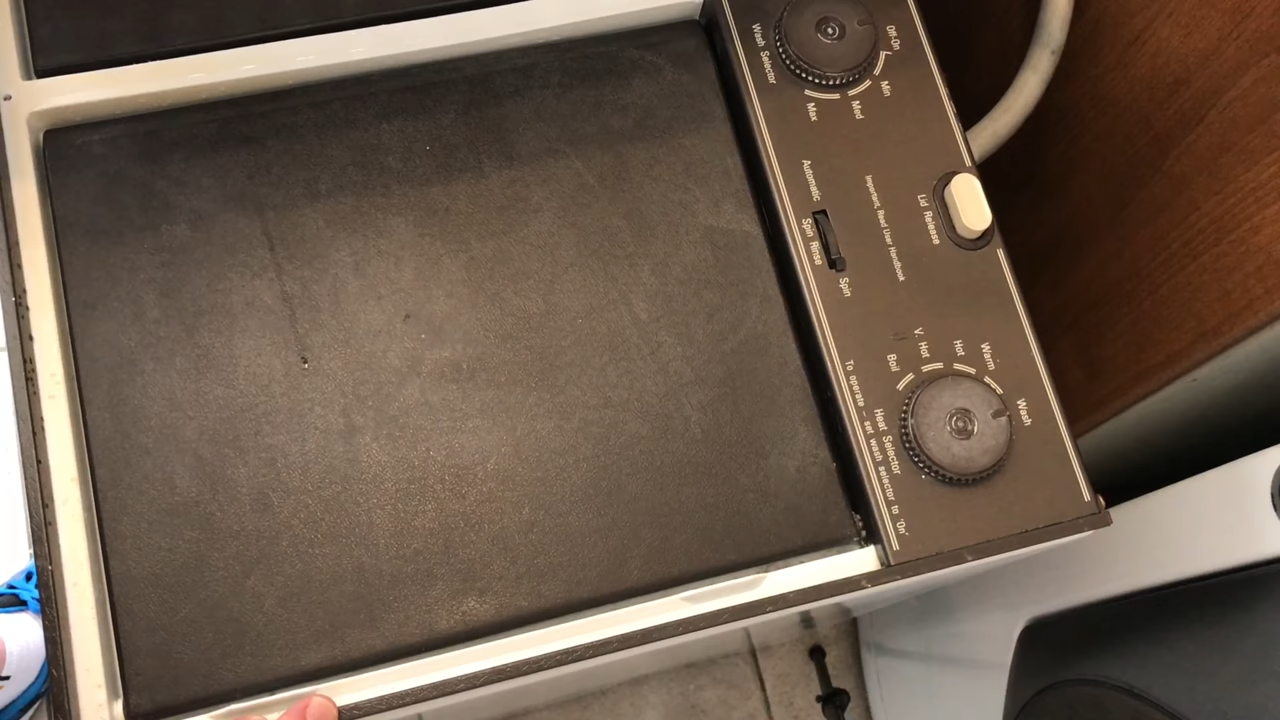 Wash Selector
Off-On
Min
Med
Max
Automatic
Spin Rinse
Spin
Important, Read User Handbook
Lid Release
Boil
V. Hot
Hot
Warm
Wash
Heat Selector
To operate – set wash selector to 'On'